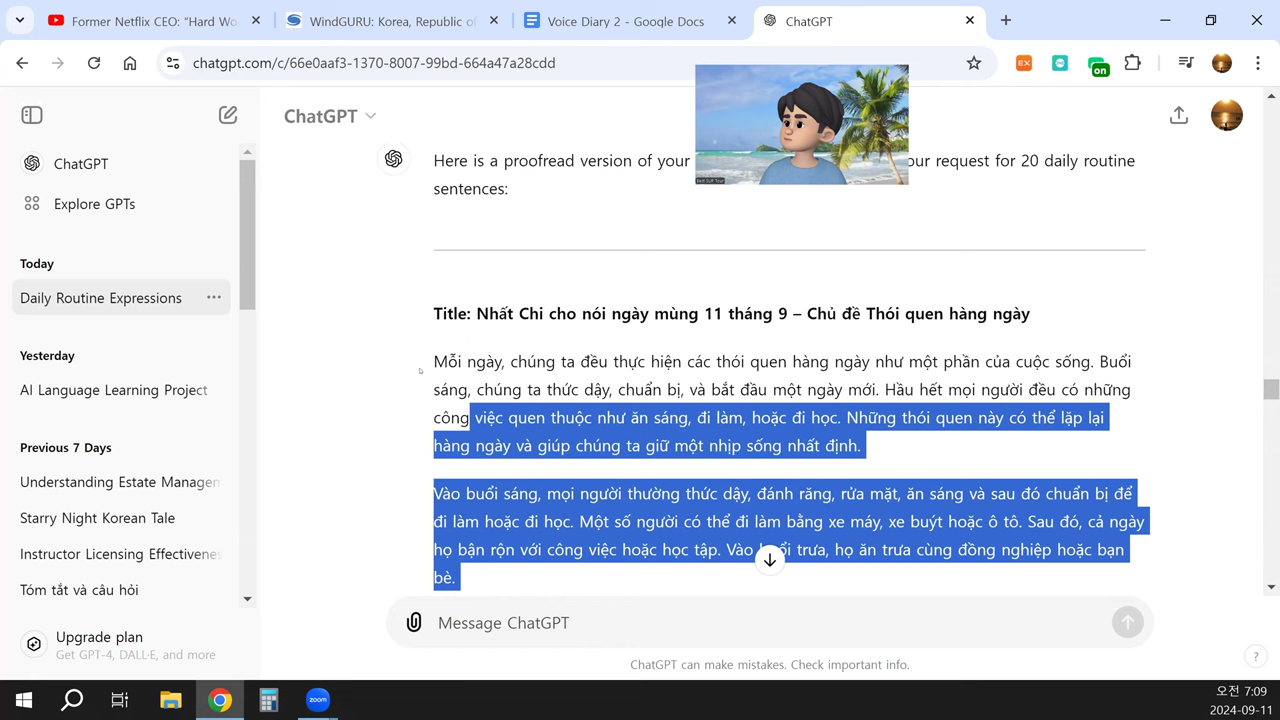 Former Netflix CEO: “Hard Wo
WindGURU: Korea, Republic of
Voice Diary 2 - Google Docs
ChatGPT
chatgpt.com/c/66e0aaf3-1370-8007-99bd-664a47a28cdd
EX
on
ChatGPT
ChatGPT
Explore GPTs
Today
Daily Routine Expressions
Yesterday
AI Language Learning Project
Previous 7 Days
Understanding Estate Managem
Starry Night Korean Tale
Instructor Licensing Effectivenes
Tóm tắt và câu hỏi
Upgrade plan
Get GPT-4, DALL·E, and more
Here is a proofread version of your our request for 20 daily routine
sentences:
Title: Nhất Chi cho nói ngày mùng 11 tháng 9 – Chủ đề Thói quen hàng ngày
Mỗi ngày, chúng ta đều thực hiện các thói quen hàng ngày như một phần của cuộc sống. Buổi
sáng, chúng ta thức dậy, chuẩn bị, và bắt đầu một ngày mới. Hầu hết mọi người đều có những
công việc quen thuộc như ăn sáng, đi làm, hoặc đi học. Những thói quen này có thể lặp lại
hàng ngày và giúp chúng ta giữ một nhịp sống nhất định.
Vào buổi sáng, mọi người thường thức dậy, đánh răng, rửa mặt, ăn sáng và sau đó chuẩn bị để
đi làm hoặc đi học. Một số người có thể đi làm bằng xe máy, xe buýt hoặc ô tô. Sau đó, cả ngày
họ bận rộn với công việc hoặc học tập. Vào ổi trưa, họ ăn trưa cùng đồng nghiệp hoặc bạn
bè.
Message ChatGPT
ChatGPT can make mistakes. Check important info.
?
zoom
오전 7:09
2024-09-11